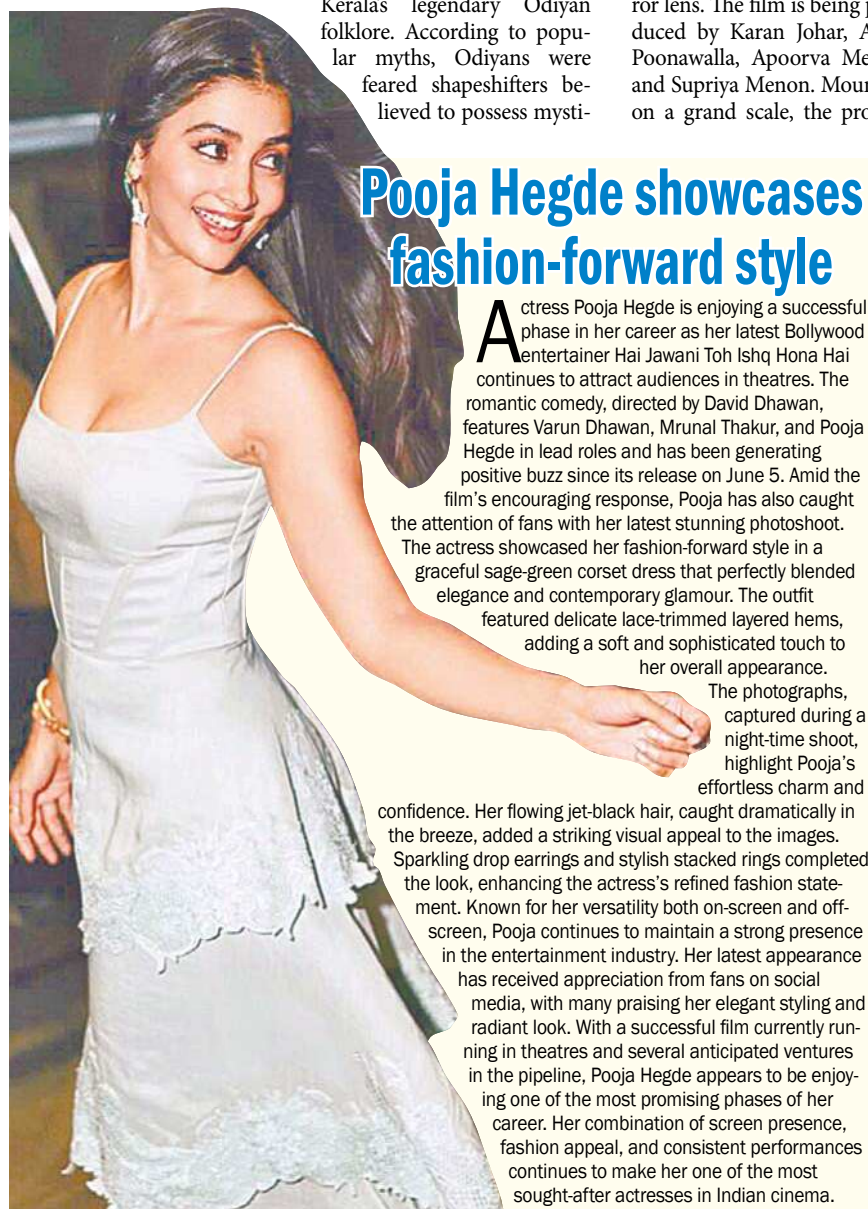 Kerala's legendary Odiyan
folklore. According to popu-
lar myths, Odiyans were
feared shapeshifters be-
lieved to possess mysti-
ror lens. The film is being
duced by Karan Johar,
Poonawalla, Apoorva
and Supriya Menon.
on a grand scale, the
Pooja Hegde showcases
fashion-forward style
Actress Pooja Hegde is enjoying a successful
phase in her career as her latest Bollywood
entertainer Hai Jawani Toh Ishq Hona Hai
continues to attract audiences in theatres. The
romantic comedy, directed by David Dhawan,
features Varun Dhawan, Mrunal Thakur, and Pooja
Hegde in lead roles and has been generating
positive buzz since its release on June 5. Amid the
film's encouraging response, Pooja has also caught
the attention of fans with her latest stunning photoshoot.
The actress showcased her fashion-forward style in a
graceful sage-green corset dress that perfectly blended
elegance and contemporary glamour. The outfit
featured delicate lace-trimmed layered hems,
adding a soft and sophisticated touch to
her overall appearance.
The photographs,
captured during a
night-time shoot,
highlight Pooja's
effortless charm and
confidence. Her flowing jet-black hair, caught dramatically in
the breeze, added a striking visual appeal to the images.
Sparkling drop earrings and stylish stacked rings completed
the look, enhancing the actress's refined fashion state-
ment. Known for her versatility both on-screen and off-
screen, Pooja continues to maintain a strong presence
in the entertainment industry. Her latest appearance
has received appreciation from fans on social
media, with many praising her elegant styling and
radiant look. With a successful film currently run-
ning in theatres and several anticipated ventures
in the pipeline, Pooja Hegde appears to be enjoy-
ing one of the most promising phases of her
career. Her combination of screen presence,
fashion appeal, and consistent performances
continues to make her one of the most
sought-after actresses in Indian cinema.